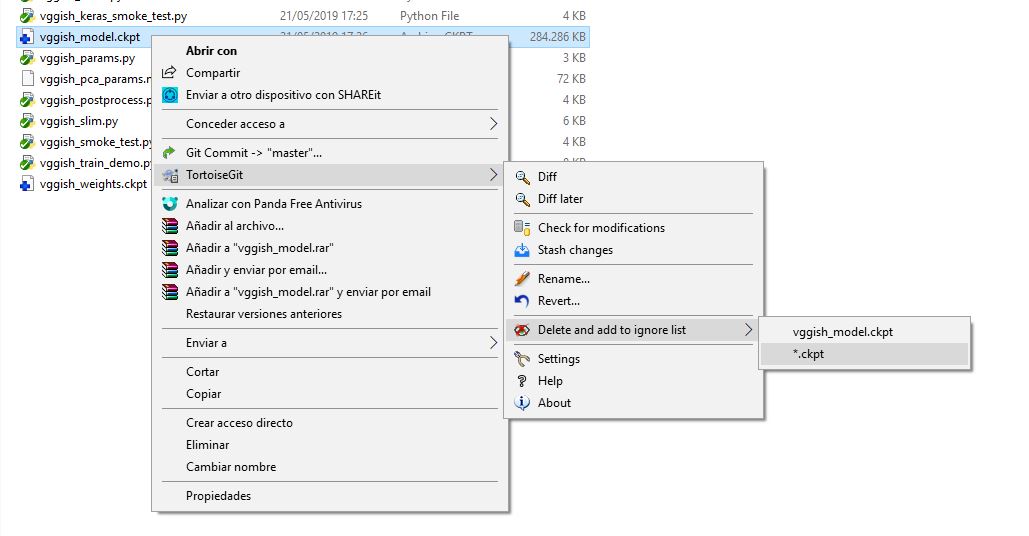 vggish_keras_smoke_test.py 21/05/2019 17:25 Python File 4 KB
vggish_model.ckpt 284.286 KB
vggish_params.py 3 KB
vggish_pca_params. 72 KB
vggish_postprocess.p 4 KB
vggish_slim.py 6 KB
vggish_smoke_test.py 4 KB
vggish_train_demo.py
vggish_weights.ckpt
Abrir con
Compartir
Enviar a otro dispositivo con SHAREit
Conceder acceso a
Git Commit -> "master"...
TortoiseGit
Analizar con Panda Free Antivirus
Añadir al archivo...
Añadir a "vggish_model.rar"
Añadir y enviar por email...
Añadir a "vggish_model.rar" y enviar por email
Restaurar versiones anteriores
Enviar a
Cortar
Copiar
Crear acceso directo
Eliminar
Cambiar nombre
Propiedades
Diff
Diff later
Check for modifications
Stash changes
Rename...
Revert...
Delete and add to ignore list
Settings
Help
About
vggish_model.ckpt
*.ckpt